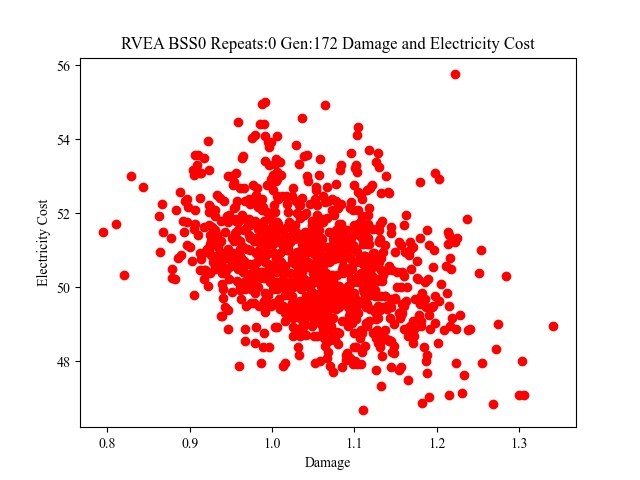 RVEA BSS0 Repeats:0 Gen:172 Damage and Electricity Cost
56
54
52
50
48
Electricity Cost
0.8 0.9 1.0 1.1 1.2 1.3
Damage